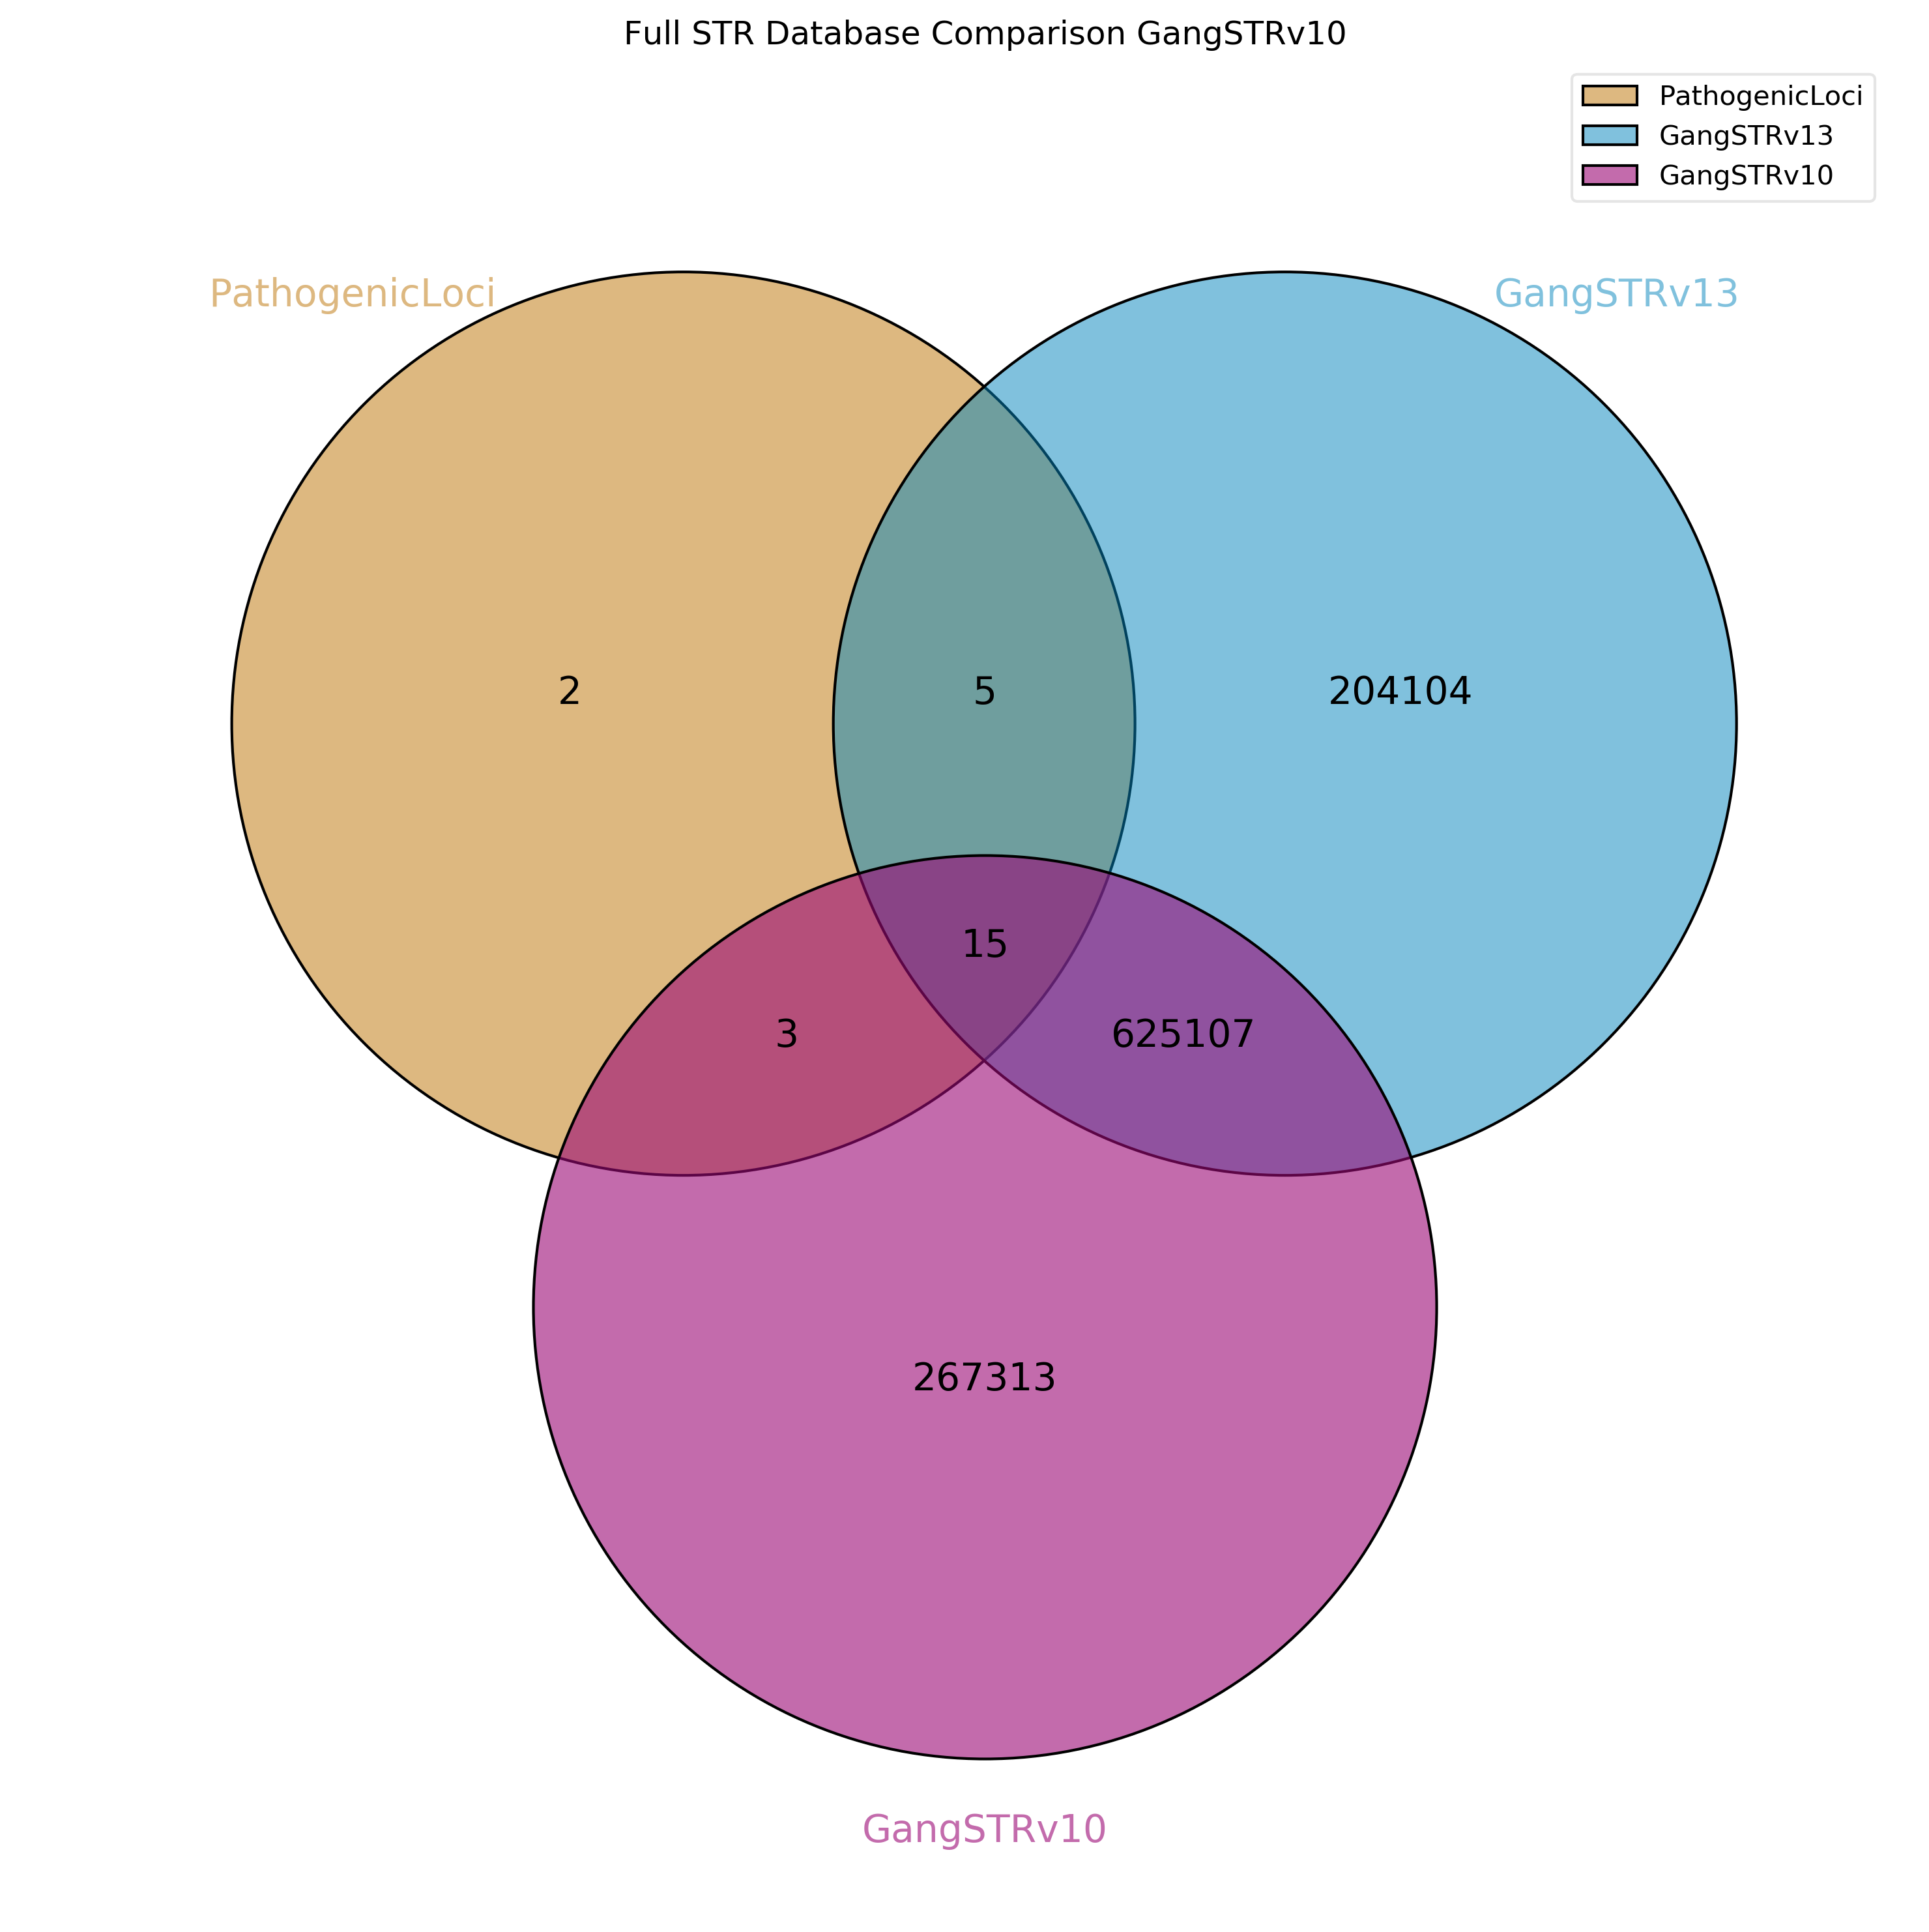 Full STR Database Comparison GangSTRv10
PathogenicLoci
GangSTRv13
GangSTRv10
PathogenicLoci
GangSTRv13
2
5
204104
15
3
625107
267313
GangSTRv10